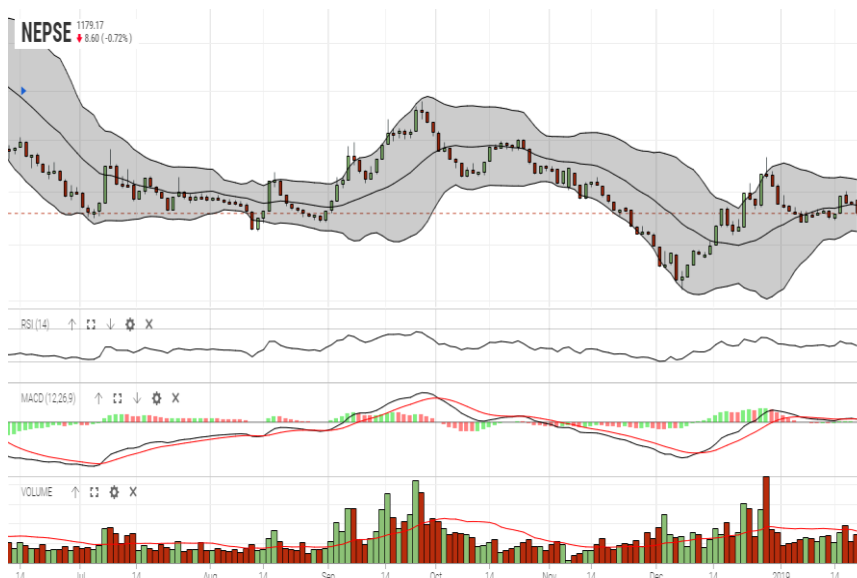 NEPSE 1179.17
8.60 (-0.72%)
RSI (14)
MACD (12,26,9)
VOLUME
14 Jul 14 Aug 14 Sep 14 Oct 14 Nov 14 Dec 14 2019 14